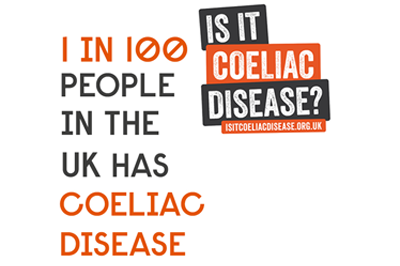 1 IN 100
PEOPLE
IN THE
UK HAS
COELIAC
DISEASE
IS IT
COELIAC
DISEASE?
ISITCOELIACDISEASE.ORG.UK